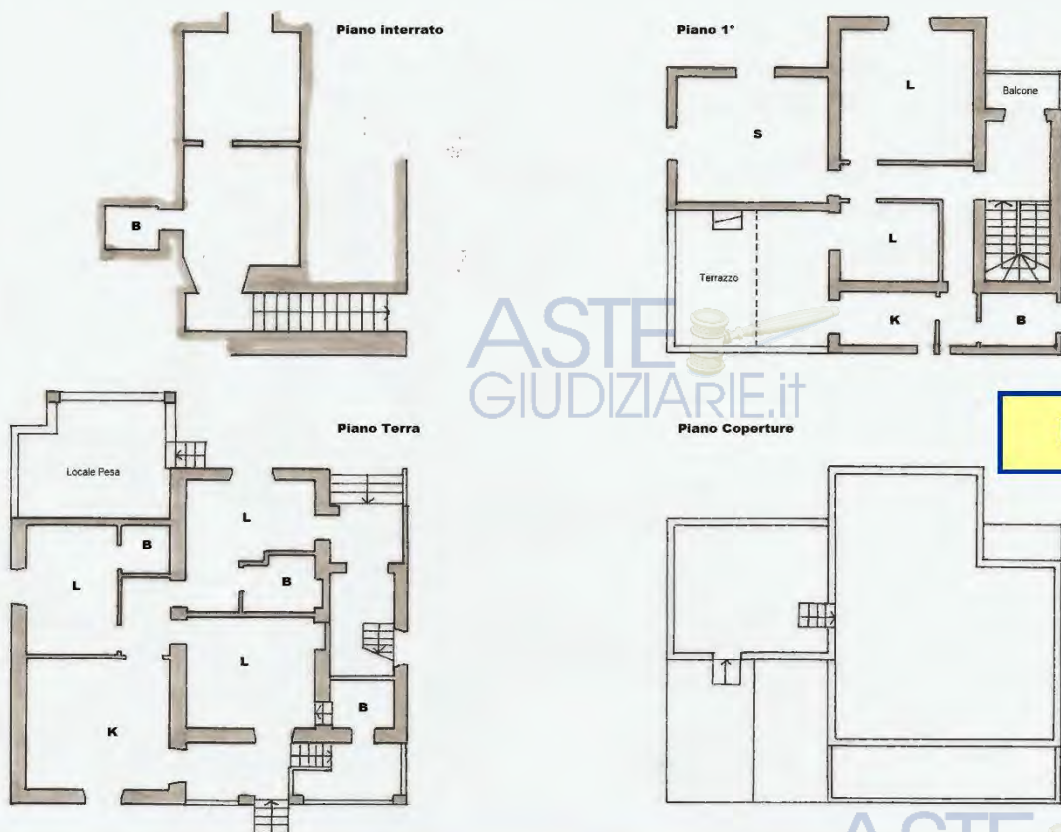 Piano interrato
B
Piano 1°
L
Balcone
S
L
Terrazzo
K
B
ASTE
GIUDIZIARIE.it
Piano Terra
Locale Pesa
L
B
L
B
L
K
B
Piano Coperture
ASTE